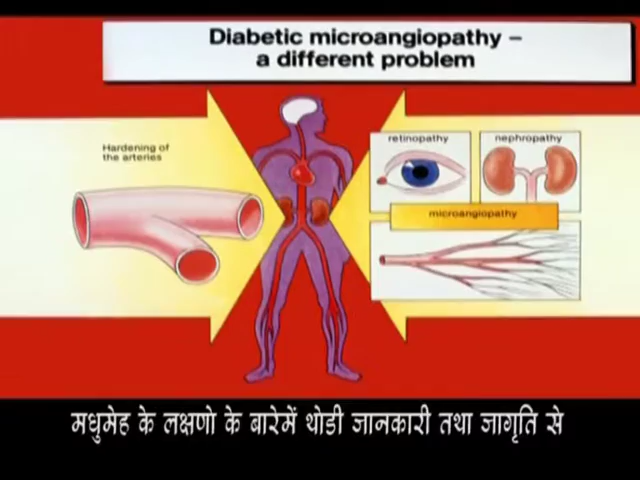 Diabetic microangiopathy –
a different problem
Hardening of
the arteries
retinopathy
nephropathy
microangiopathy
मधुमेह के लक्षणो के बारेमें थोडी जानकारी तथा जागृति से